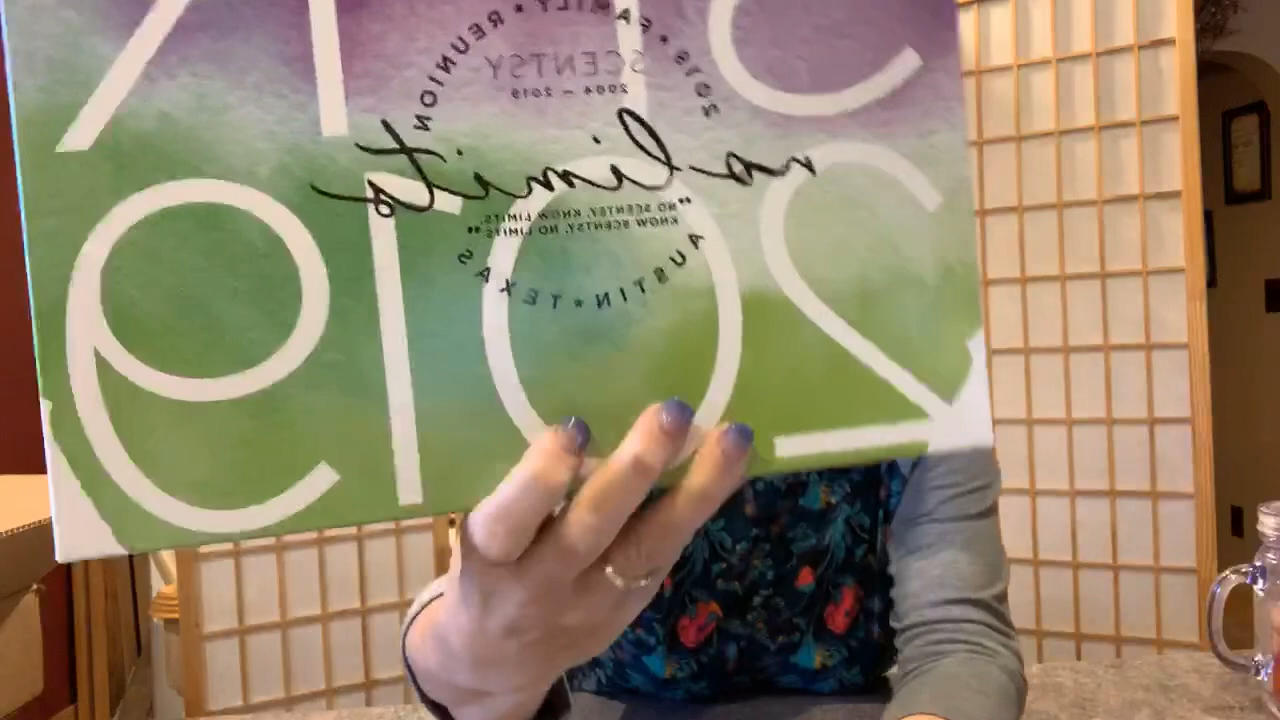 2019 FAMILY REUNION
SCENTSY
2004 — 2019
no limits
"NO SCENTSY, KNOW LIMITS.
KNOW SCENTSY, NO LIMITS."
AUSTIN * TEXAS
2019